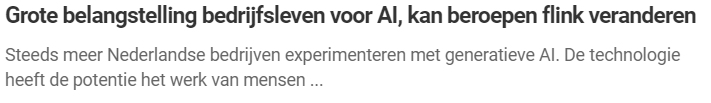 Grote belangstelling bedrijfsleven voor AI, kan beroepen flink veranderen
Steeds meer Nederlandse bedrijven experimenteren met generatieve AI. De technologie
heeft de potentie het werk van mensen ...